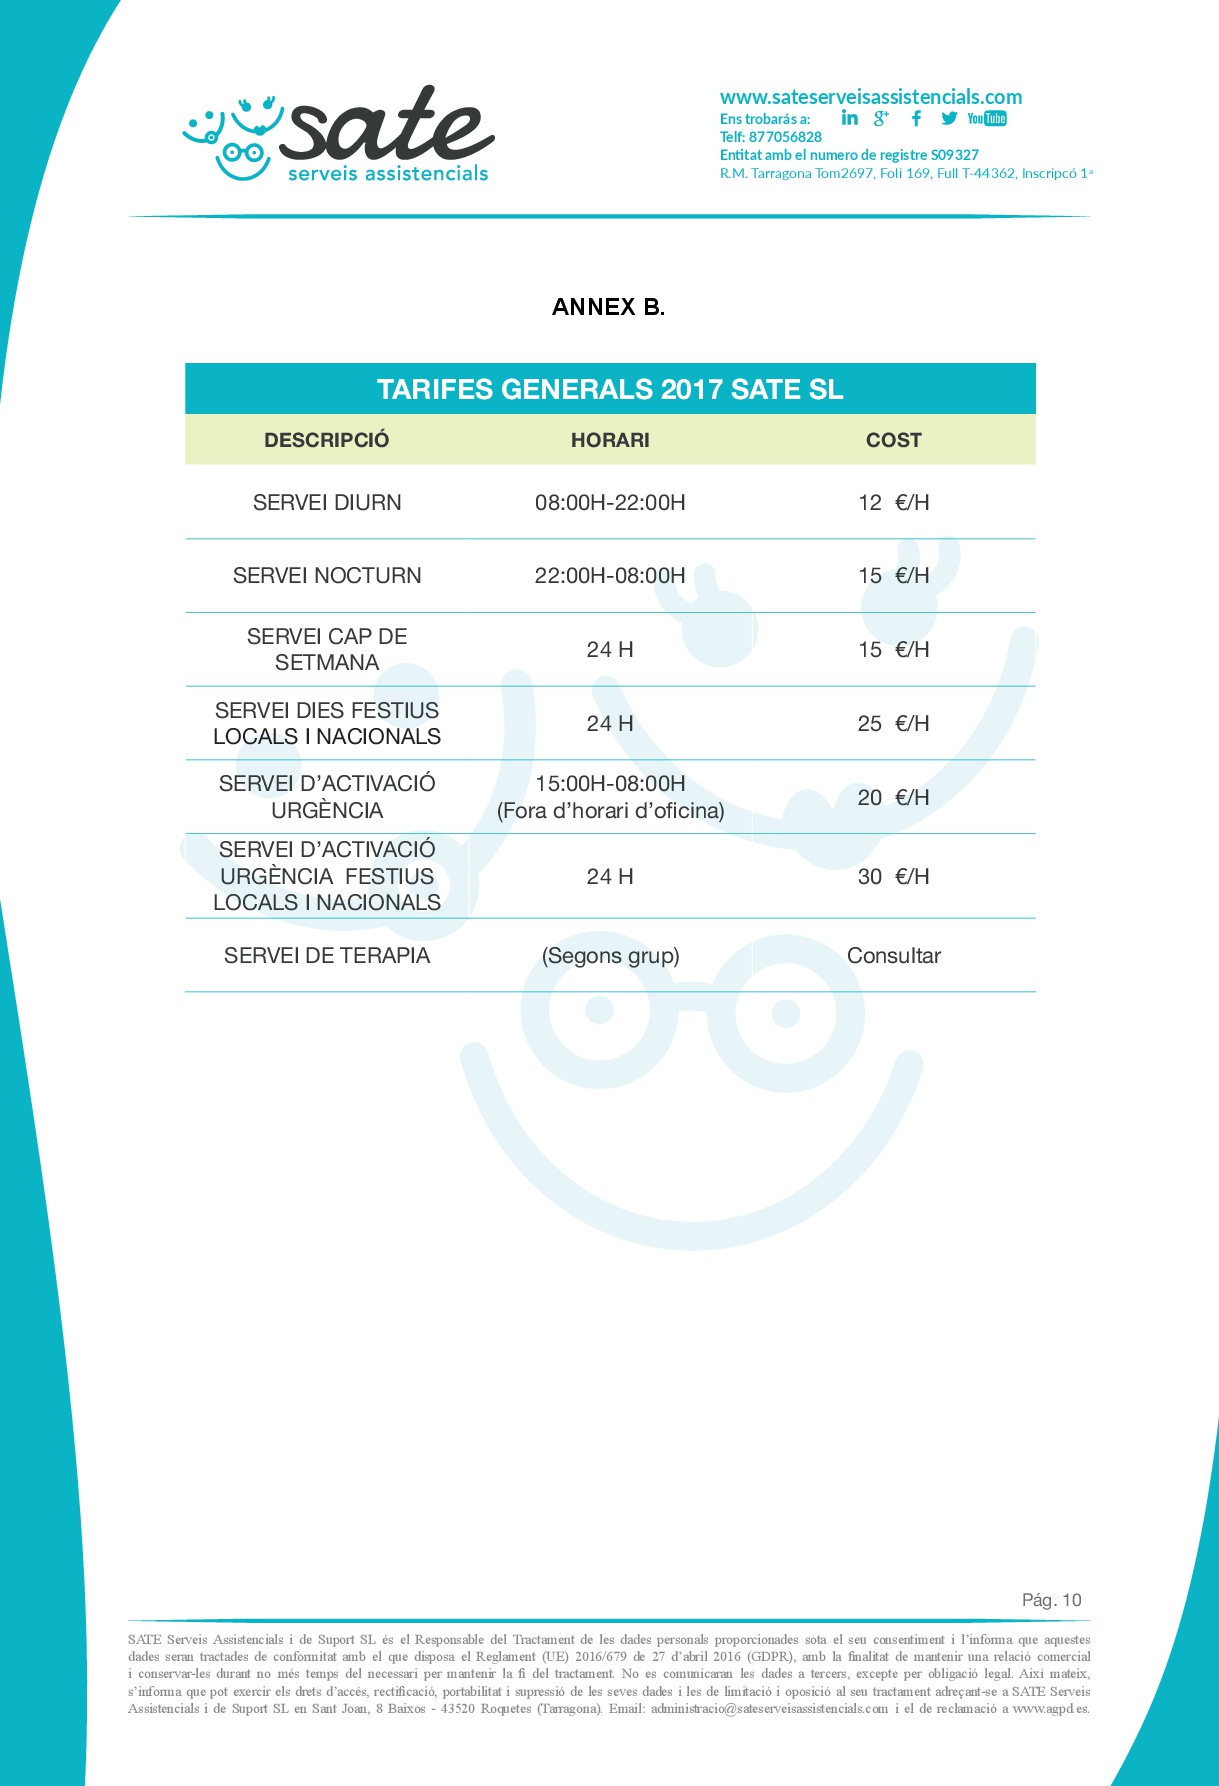 sate
serveis assistencials
www.sateserveisassistencials.com
Ens trobarás a: in g+ f YouTube
Telf: 877056828
Entitat amb el numero de registre S09327
R.M. Tarragona Tom2697, Foli 169, Full T-44362, Inscripcó 1ª
ANNEX B.
TARIFES GENERALS 2017 SATE SL
DESCRIPCIÓ HORARI COST
SERVEI DIURN 08:00H-22:00H 12 €/H
SERVEI NOCTURN 22:00H-08:00H 15 €/H
SERVEI CAP DE
SETMANA 24 H 15 €/H
SERVEI DIES FESTIUS
LOCALS I NACIONALS 24 H 25 €/H
SERVEI D’ACTIVACIÓ
URGÈNCIA 15:00H-08:00H
(Fora d’horari d’oficina) 20 €/H
SERVEI D’ACTIVACIÓ
URGÈNCIA FESTIUS
LOCALS I NACIONALS 24 H 30 €/H
SERVEI DE TERAPIA (Segons grup) Consultar
Pág. 10
SATE Serveis Assistencials i de Suport SL és el Responsable del Tractament de les dades personals proporcionades sota el seu consentiment i l’informa que aquestes
dades seran tractades de conformitat amb el que disposa el Reglament (UE) 2016/679 de 27 d’abril 2016 (GDPR), amb la finalitat de mantenir una relació comercial
i conservar-les durant no més temps del necessari per mantenir la fi del tractament. No es comunicaran les dades a tercers, excepte per obligació legal. Així mateix,
s’informa que pot exercir els drets d’accés, rectificació, portabilitat i supressió de les seves dades i les de limitació i oposició al seu tractament adreçant-se a SATE Serveis
Assistencials i de Suport SL en Sant Joan, 8 Baixos - 43520 Roquetes (Tarragona). Email: administracio@sateserveisassistencials.com i el de reclamació a www.agpd.es.